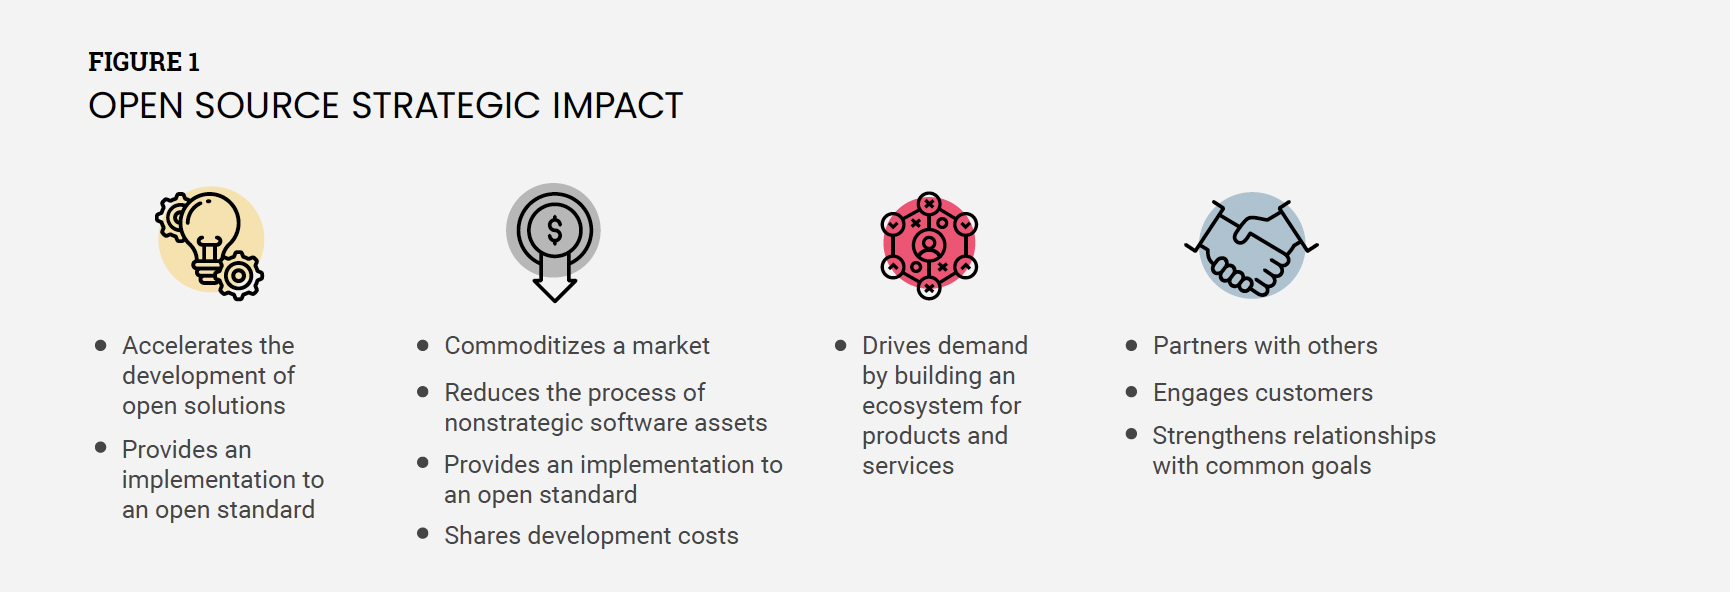 FIGURE 1
OPEN SOURCE STRATEGIC IMPACT
$
Accelerates the
development of
open solutions
Provides an
implementation to
an open standard
Commoditizes a market
Reduces the process of
nonstrategic software assets
Provides an implementation to
an open standard
Shares development costs
Drives demand
by building an
ecosystem for
products and
services
Partners with others
Engages customers
Strengthens relationships
with common goals